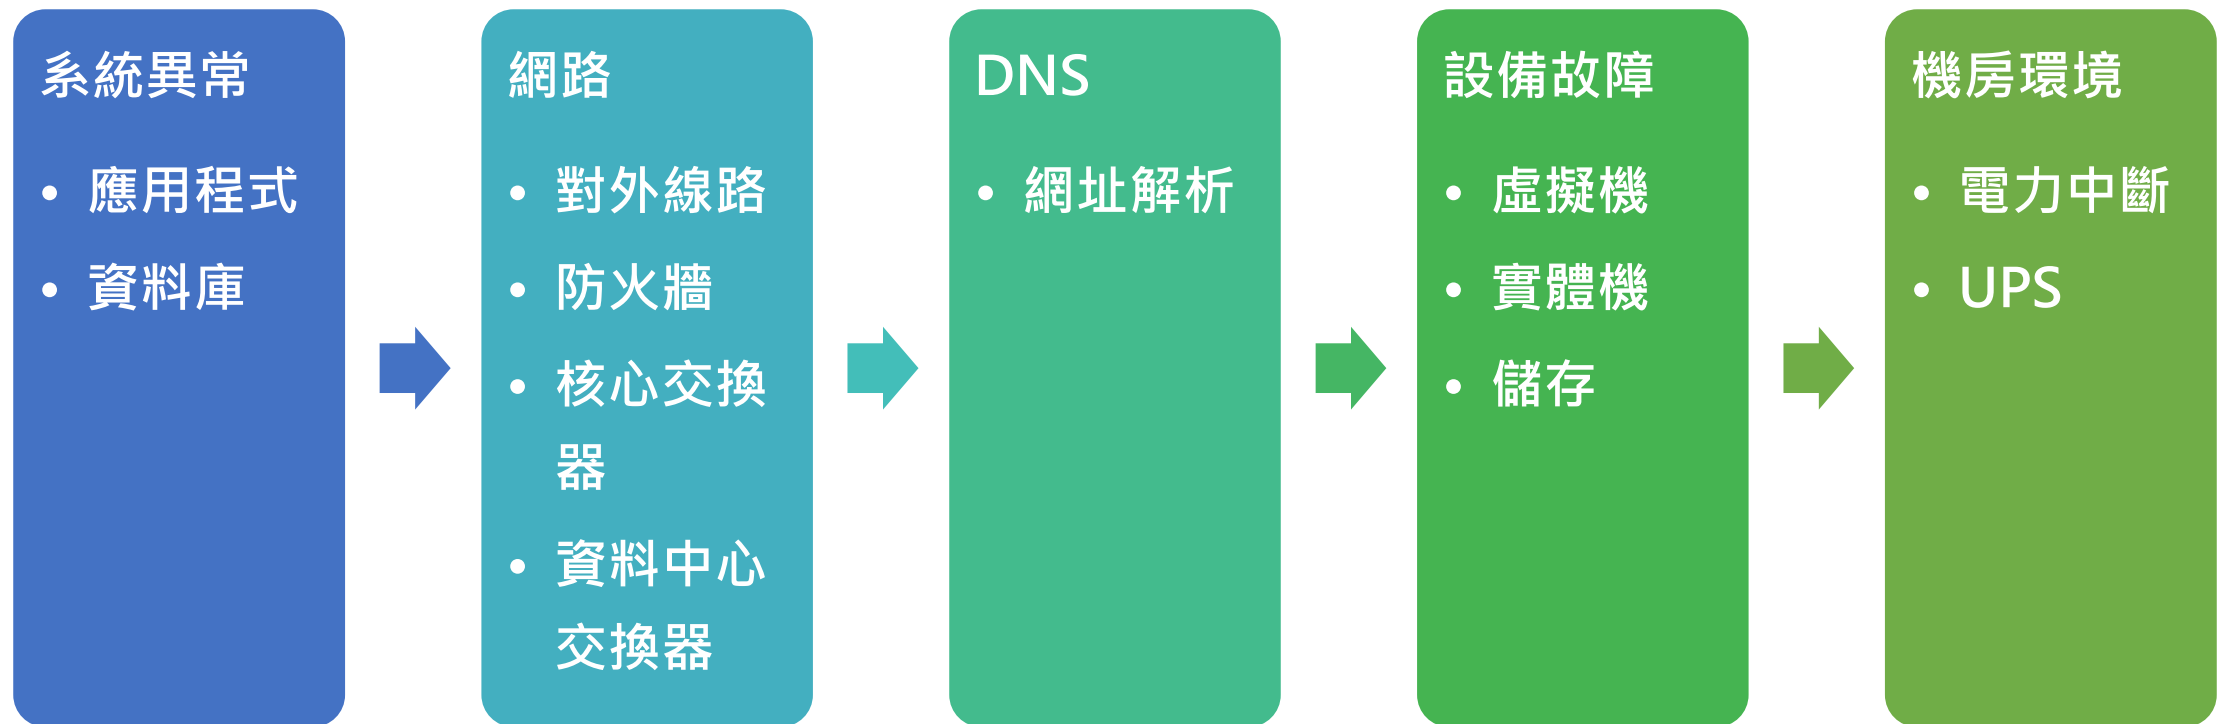 系統異常
• 應用程式
• 資料庫
網路
• 對外線路
• 防火牆
• 核心交換
器
• 資料中心
交換器
DNS
• 網址解析
設備故障
• 虛擬機
• 實體機
• 儲存
機房環境
• 電力中斷
• UPS